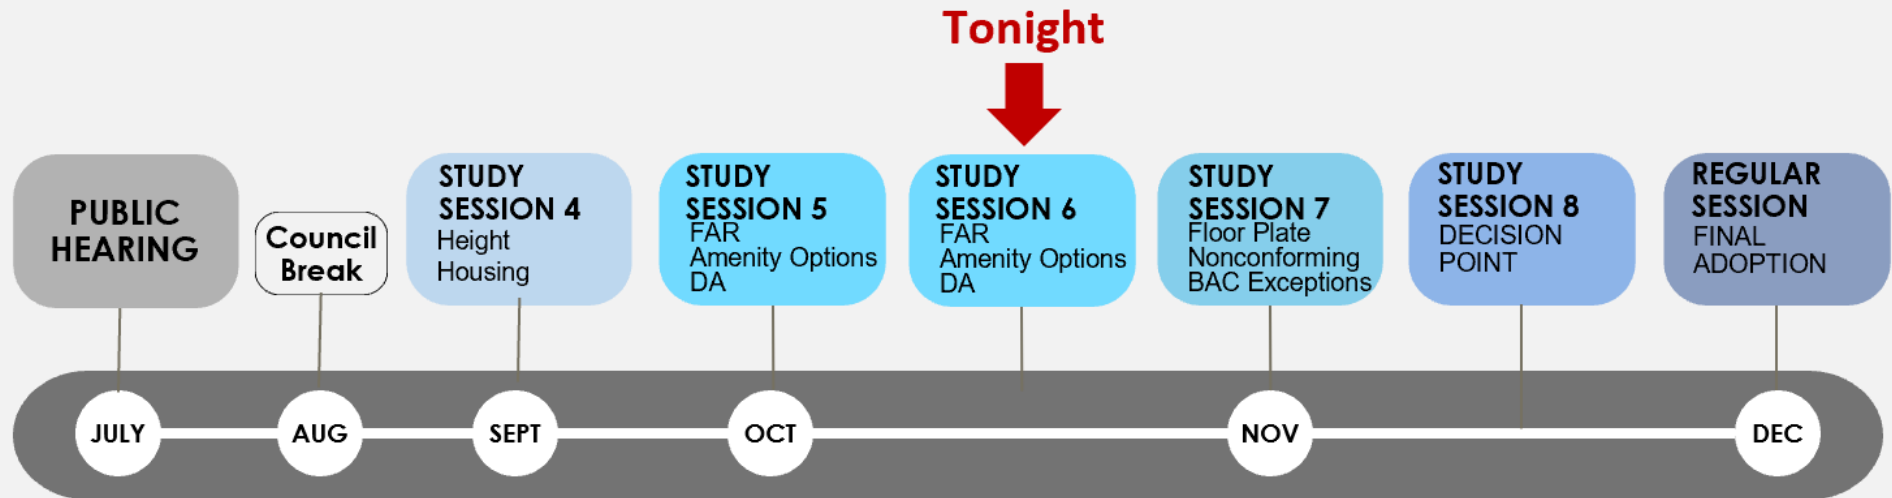 Tonight
PUBLIC
HEARING
Council
Break
STUDY
SESSION 4
Height
Housing
STUDY
SESSION 5
FAR
Amenity Options
DA
STUDY
SESSION 6
FAR
Amenity Options
DA
STUDY
SESSION 7
Floor Plate
Nonconforming
BAC Exceptions
STUDY
SESSION 8
DECISION
POINT
REGULAR
SESSION
FINAL
ADOPTION
JULY
AUG
SEPT
OCT
NOV
DEC